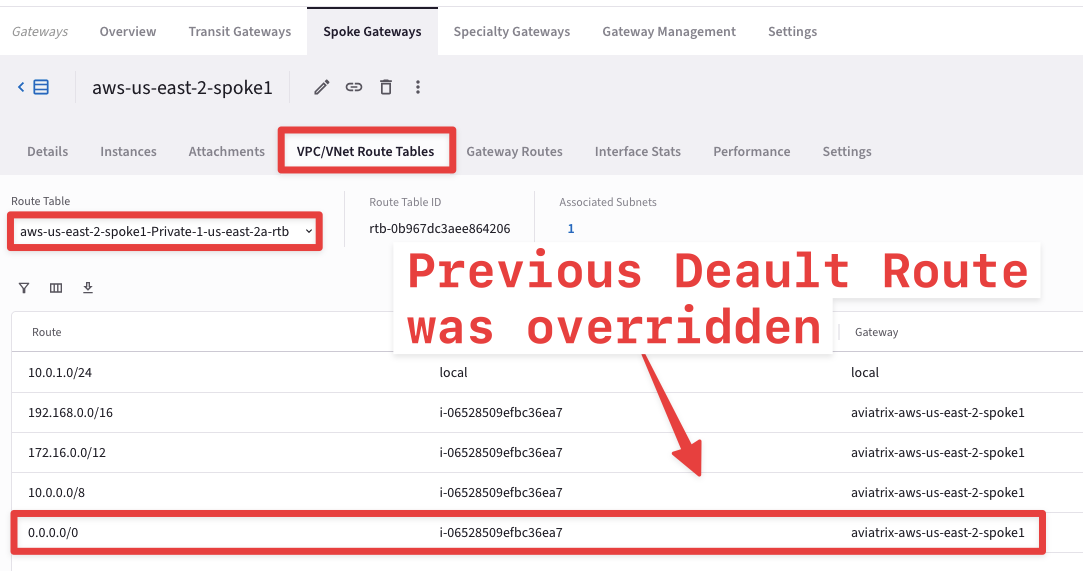 Gateways Overview Transit Gateways Spoke Gateways Specialty Gateways Gateway Management Settings
aws-us-east-2-spoke1
Details Instances Attachments VPC/VNet Route Tables Gateway Routes Interface Stats Performance Settings
Route Table Route Table ID Associated Subnets
aws-us-east-2-spoke1-Private-1-us-east-2a-rtb rtb-0b967dc3aee864206 1
Previous Deault Route
was overridden
Route Gateway
10.0.1.0/24 local local
192.168.0.0/16 i-06528509efbc36ea7 aviatrix-aws-us-east-2-spoke1
172.16.0.0/12 i-06528509efbc36ea7 aviatrix-aws-us-east-2-spoke1
10.0.0.0/8 i-06528509efbc36ea7 aviatrix-aws-us-east-2-spoke1
0.0.0.0/0 i-06528509efbc36ea7 aviatrix-aws-us-east-2-spoke1